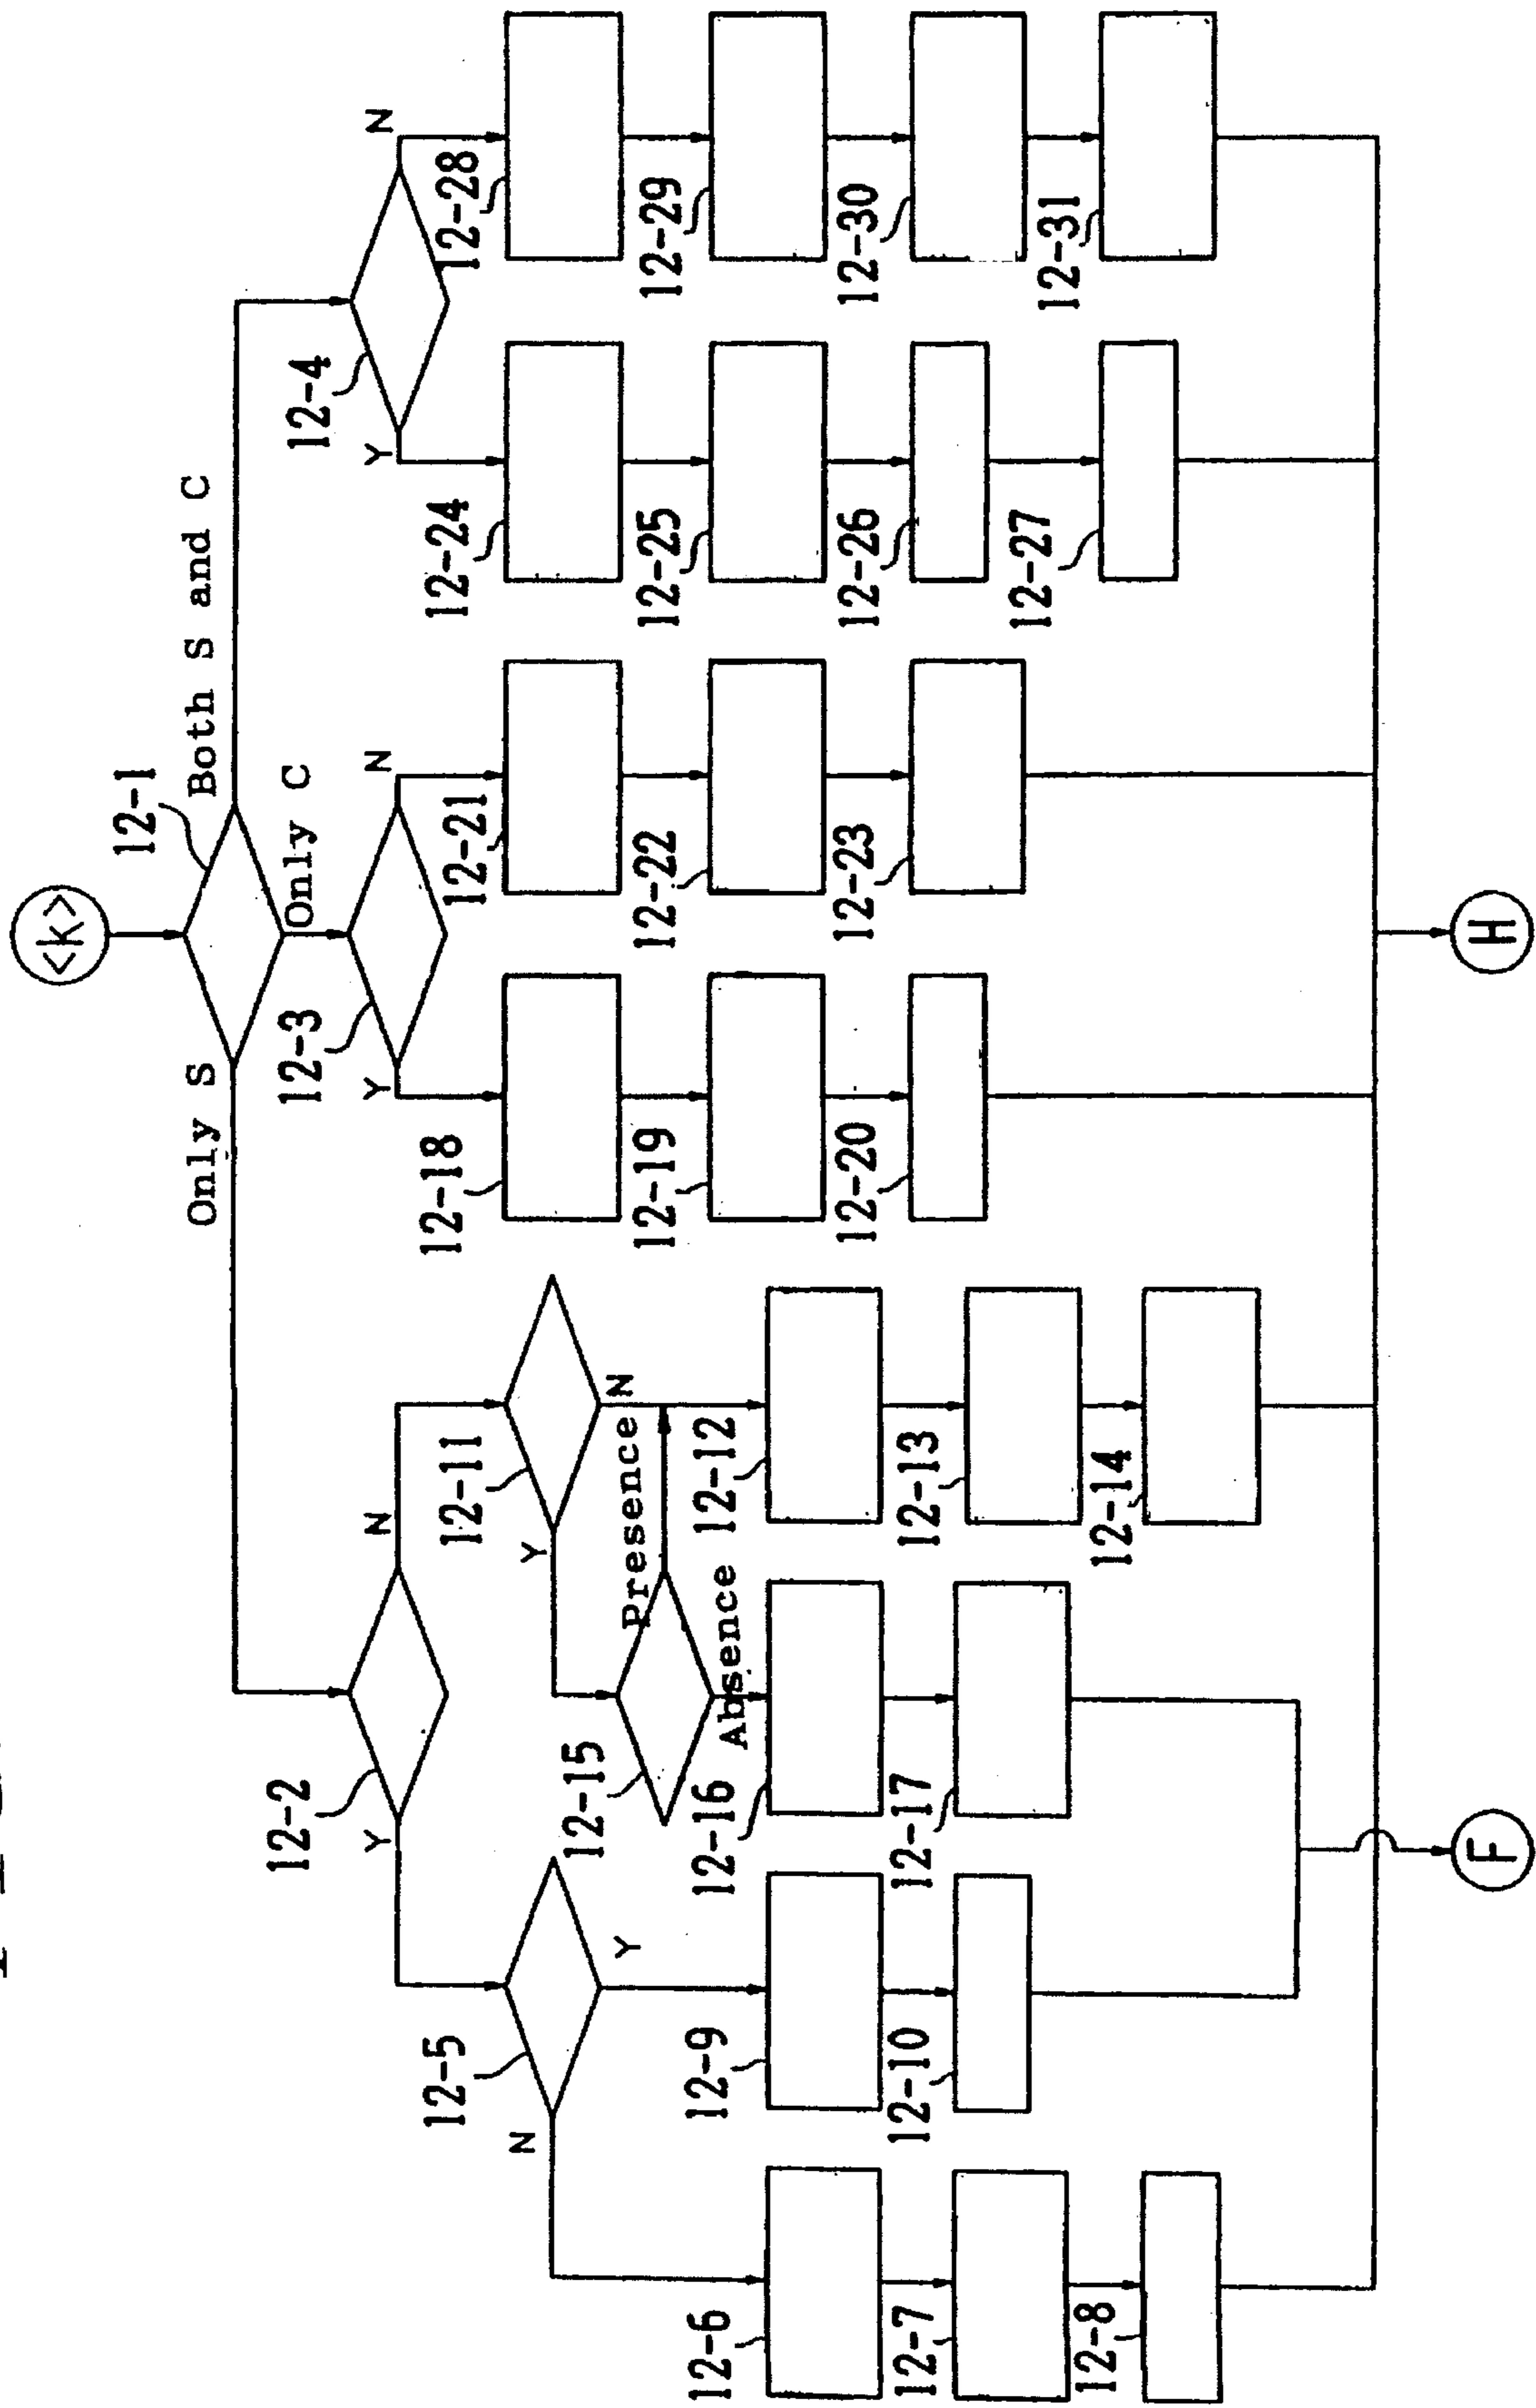 <k>
12-1
Only S
Both S and C
Only C
12-2
12-3
12-4
Y
N
Y
N
Y
N
12-5
12-11
12-18
12-21
12-24
12-28
N
Y
Y
N
12-15
Presence
Absence
12-6
12-9
12-16
12-12
12-19
12-22
12-25
12-29
12-7
12-10
12-17
12-13
12-20
12-23
12-26
12-30
12-8
12-14
12-27
12-31
F
H